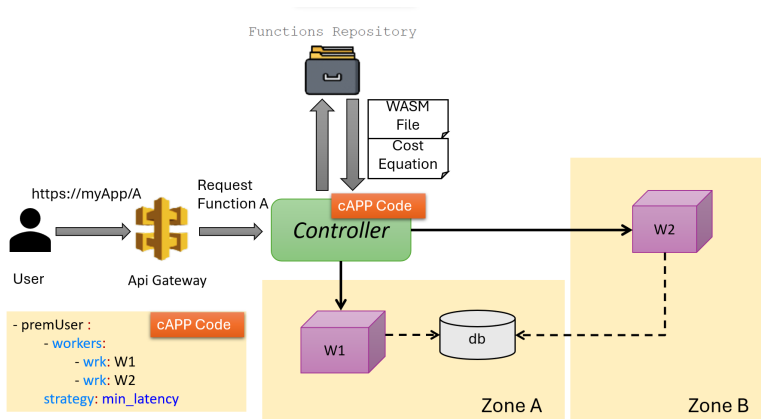 Functions Repository
WASM
File
Cost
Equation
https://myApp/A
Request
Function A
cAPP Code
Controller
W2
User
Api Gateway
- premUser :
cAPP Code
- workers:
- wrk: W1
- wrk: W2
strategy: min_latency
W1
db
Zone A
Zone B